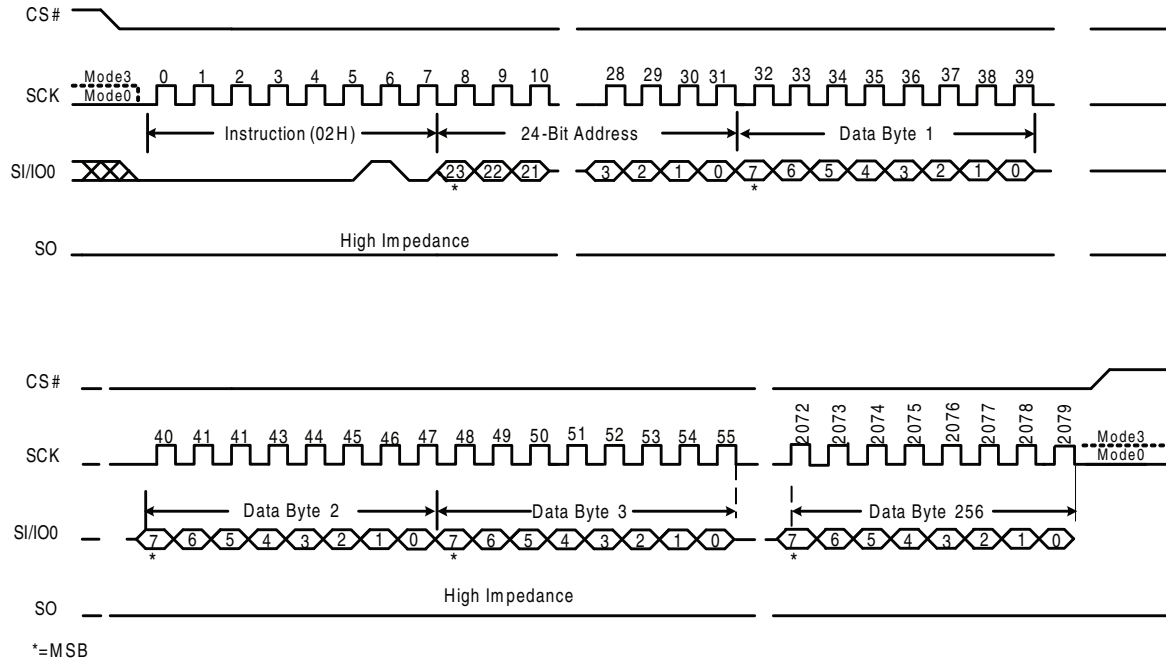 CS#
SCK
Mode3
Mode0
0 1 2 3 4 5 6 7 8 9 10 28 29 30 31 32 33 34 35 36 37 38 39
Instruction (02H) 24-Bit Address Data Byte 1
SI/IO0
23 22 21 3 2 1 0 7 6 5 4 3 2 1 0
* *
SO
High Impedance
CS#
SCK
40 41 41 43 44 45 46 47 48 49 50 51 52 53 54 55 2072 2073 2074 2075 2076 2077 2078 2079
Mode3
Mode0
Data Byte 2 Data Byte 3 Data Byte 256
SI/IO0
7 6 5 4 3 2 1 0 7 6 5 4 3 2 1 0 7 6 5 4 3 2 1 0
* * *
SO
High Impedance
*=MSB